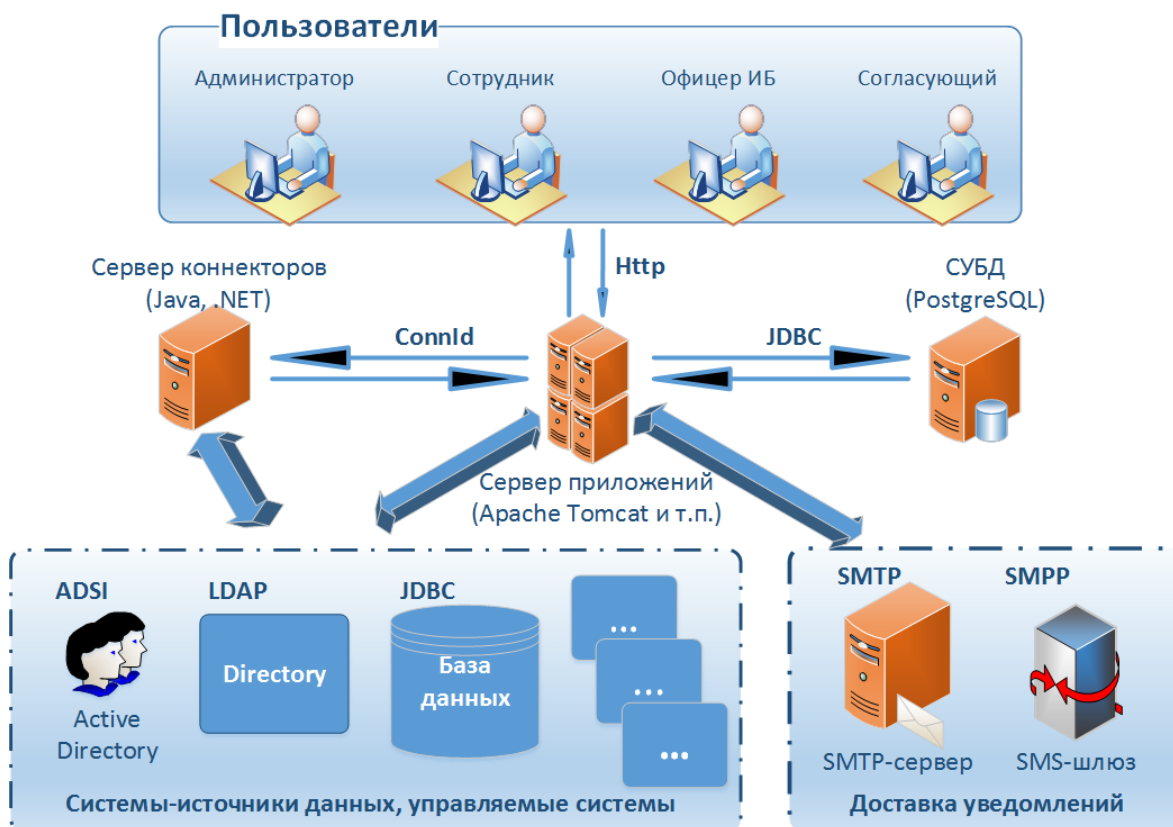 Пользователи
Администратор
Сотрудник
Офицер ИБ
Согласующий
Http
Сервер коннекторов
(Java, .NET)
СУБД
(PostgreSQL)
ConnId
JDBC
Сервер приложений
(Apache Tomcat и т.п.)
ADSI
LDAP
JDBC
SMTP
SMPP
Directory
База
данных
...
...
...
Active
Directory
SMTP-сервер
SMS-шлюз
Системы-источники данных, управляемые системы
Доставка уведомлений